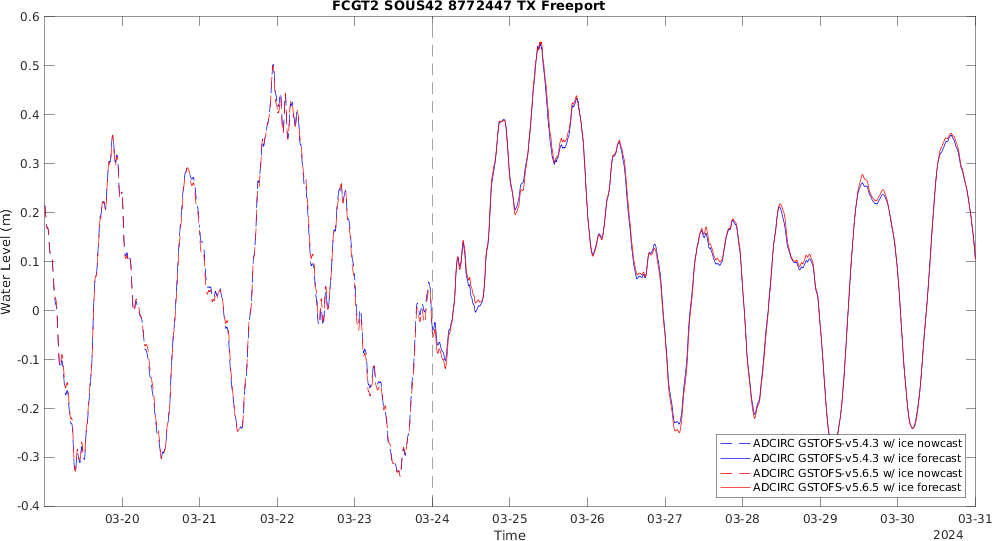 FCGT2 SOUS42 8772447 TX Freeport
0.6
0.5
0.4
0.3
0.2
0.1
0
-0.1
-0.2
-0.3
-0.4
Water Level (m)
ADCIRC GSTOFS-v5.4.3 w/ ice nowcast
ADCIRC GSTOFS-v5.4.3 w/ ice forecast
ADCIRC GSTOFS-v5.6.5 w/ ice nowcast
ADCIRC GSTOFS-v5.6.5 w/ ice forecast
03-20 03-21 03-22 03-23 03-24 03-25 03-26 03-27 03-28 03-29 03-30 03-31
Time
2024